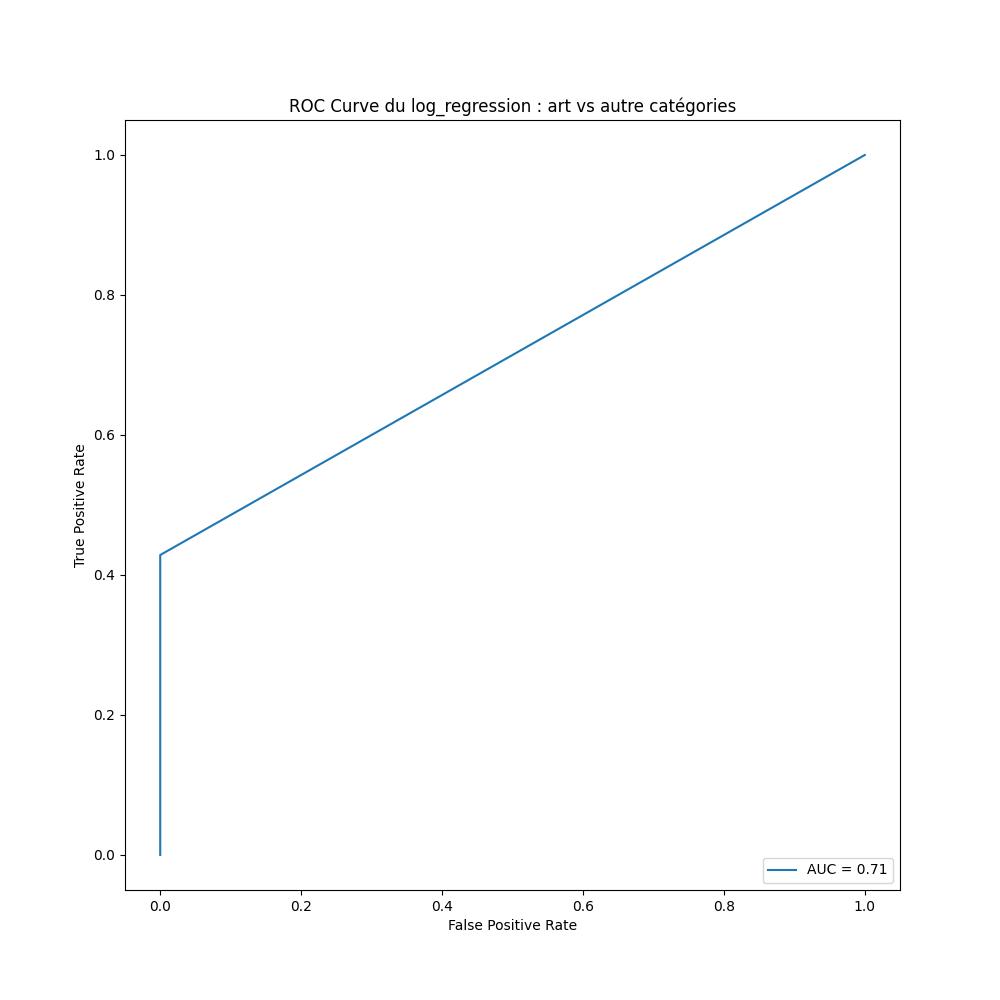 ROC Curve du log_regression : art vs autre catégories
1.0
0.8
0.6
0.4
0.2
0.0
True Positive Rate
0.0 0.2 0.4 0.6 0.8 1.0
False Positive Rate
AUC = 0.71